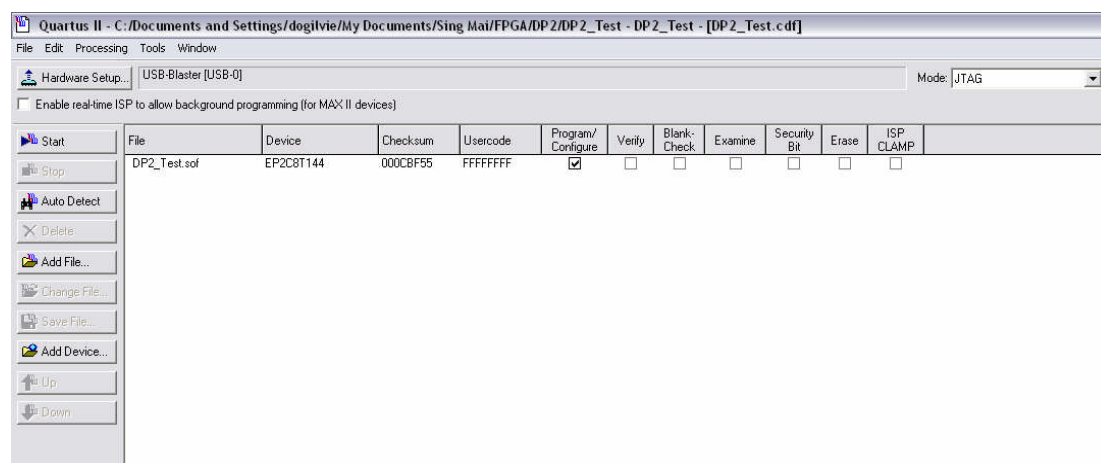 Quartus II - C:/Documents and Settings/dogilvie/My Documents/Sing Mai/FPGA/DP2/DP2_Test - DP2_Test - [DP2_Test.cdf]
File Edit Processing Tools Window
Hardware Setup... USB-Blaster [USB-0] Mode: JTAG
Enable real-time ISP to allow background programming (for MAX II devices)
Start
Stop
Auto Detect
Delete
Add File...
Change File...
Save File...
Add Device...
Up
Down
File Device Checksum Usercode Program/ Configure Verify Blank- Check Examine Security Bit Erase ISP CLAMP
DP2_Test.sof EP2C8T144 000CBF55 FFFFFFFF